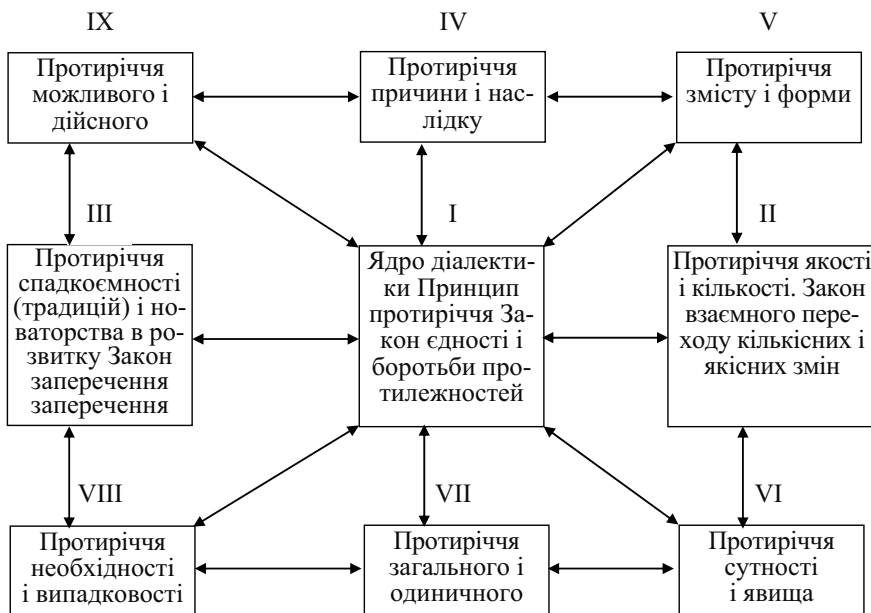 IX
IV
V
Протиріччя
можливого і
дійсного
Протиріччя
причини і нас-
лідку
Протиріччя
змісту і форми
III
I
II
Протиріччя
спадкоємності
(традицій) і но-
ваторства в роз-
витку Закон
заперечення
заперечення
Ядро діалекти-
ки Принцип
протиріччя За-
кон єдності і
боротьби про-
тилежностей
Протиріччя якості
і кількості. Закон
взаємного пере-
ходу кількісних і
якісних змін
VIII
VII
VI
Протиріччя
необхідності
і випадковості
Протиріччя
загального і
одиничного
Протиріччя
сутності
і явища